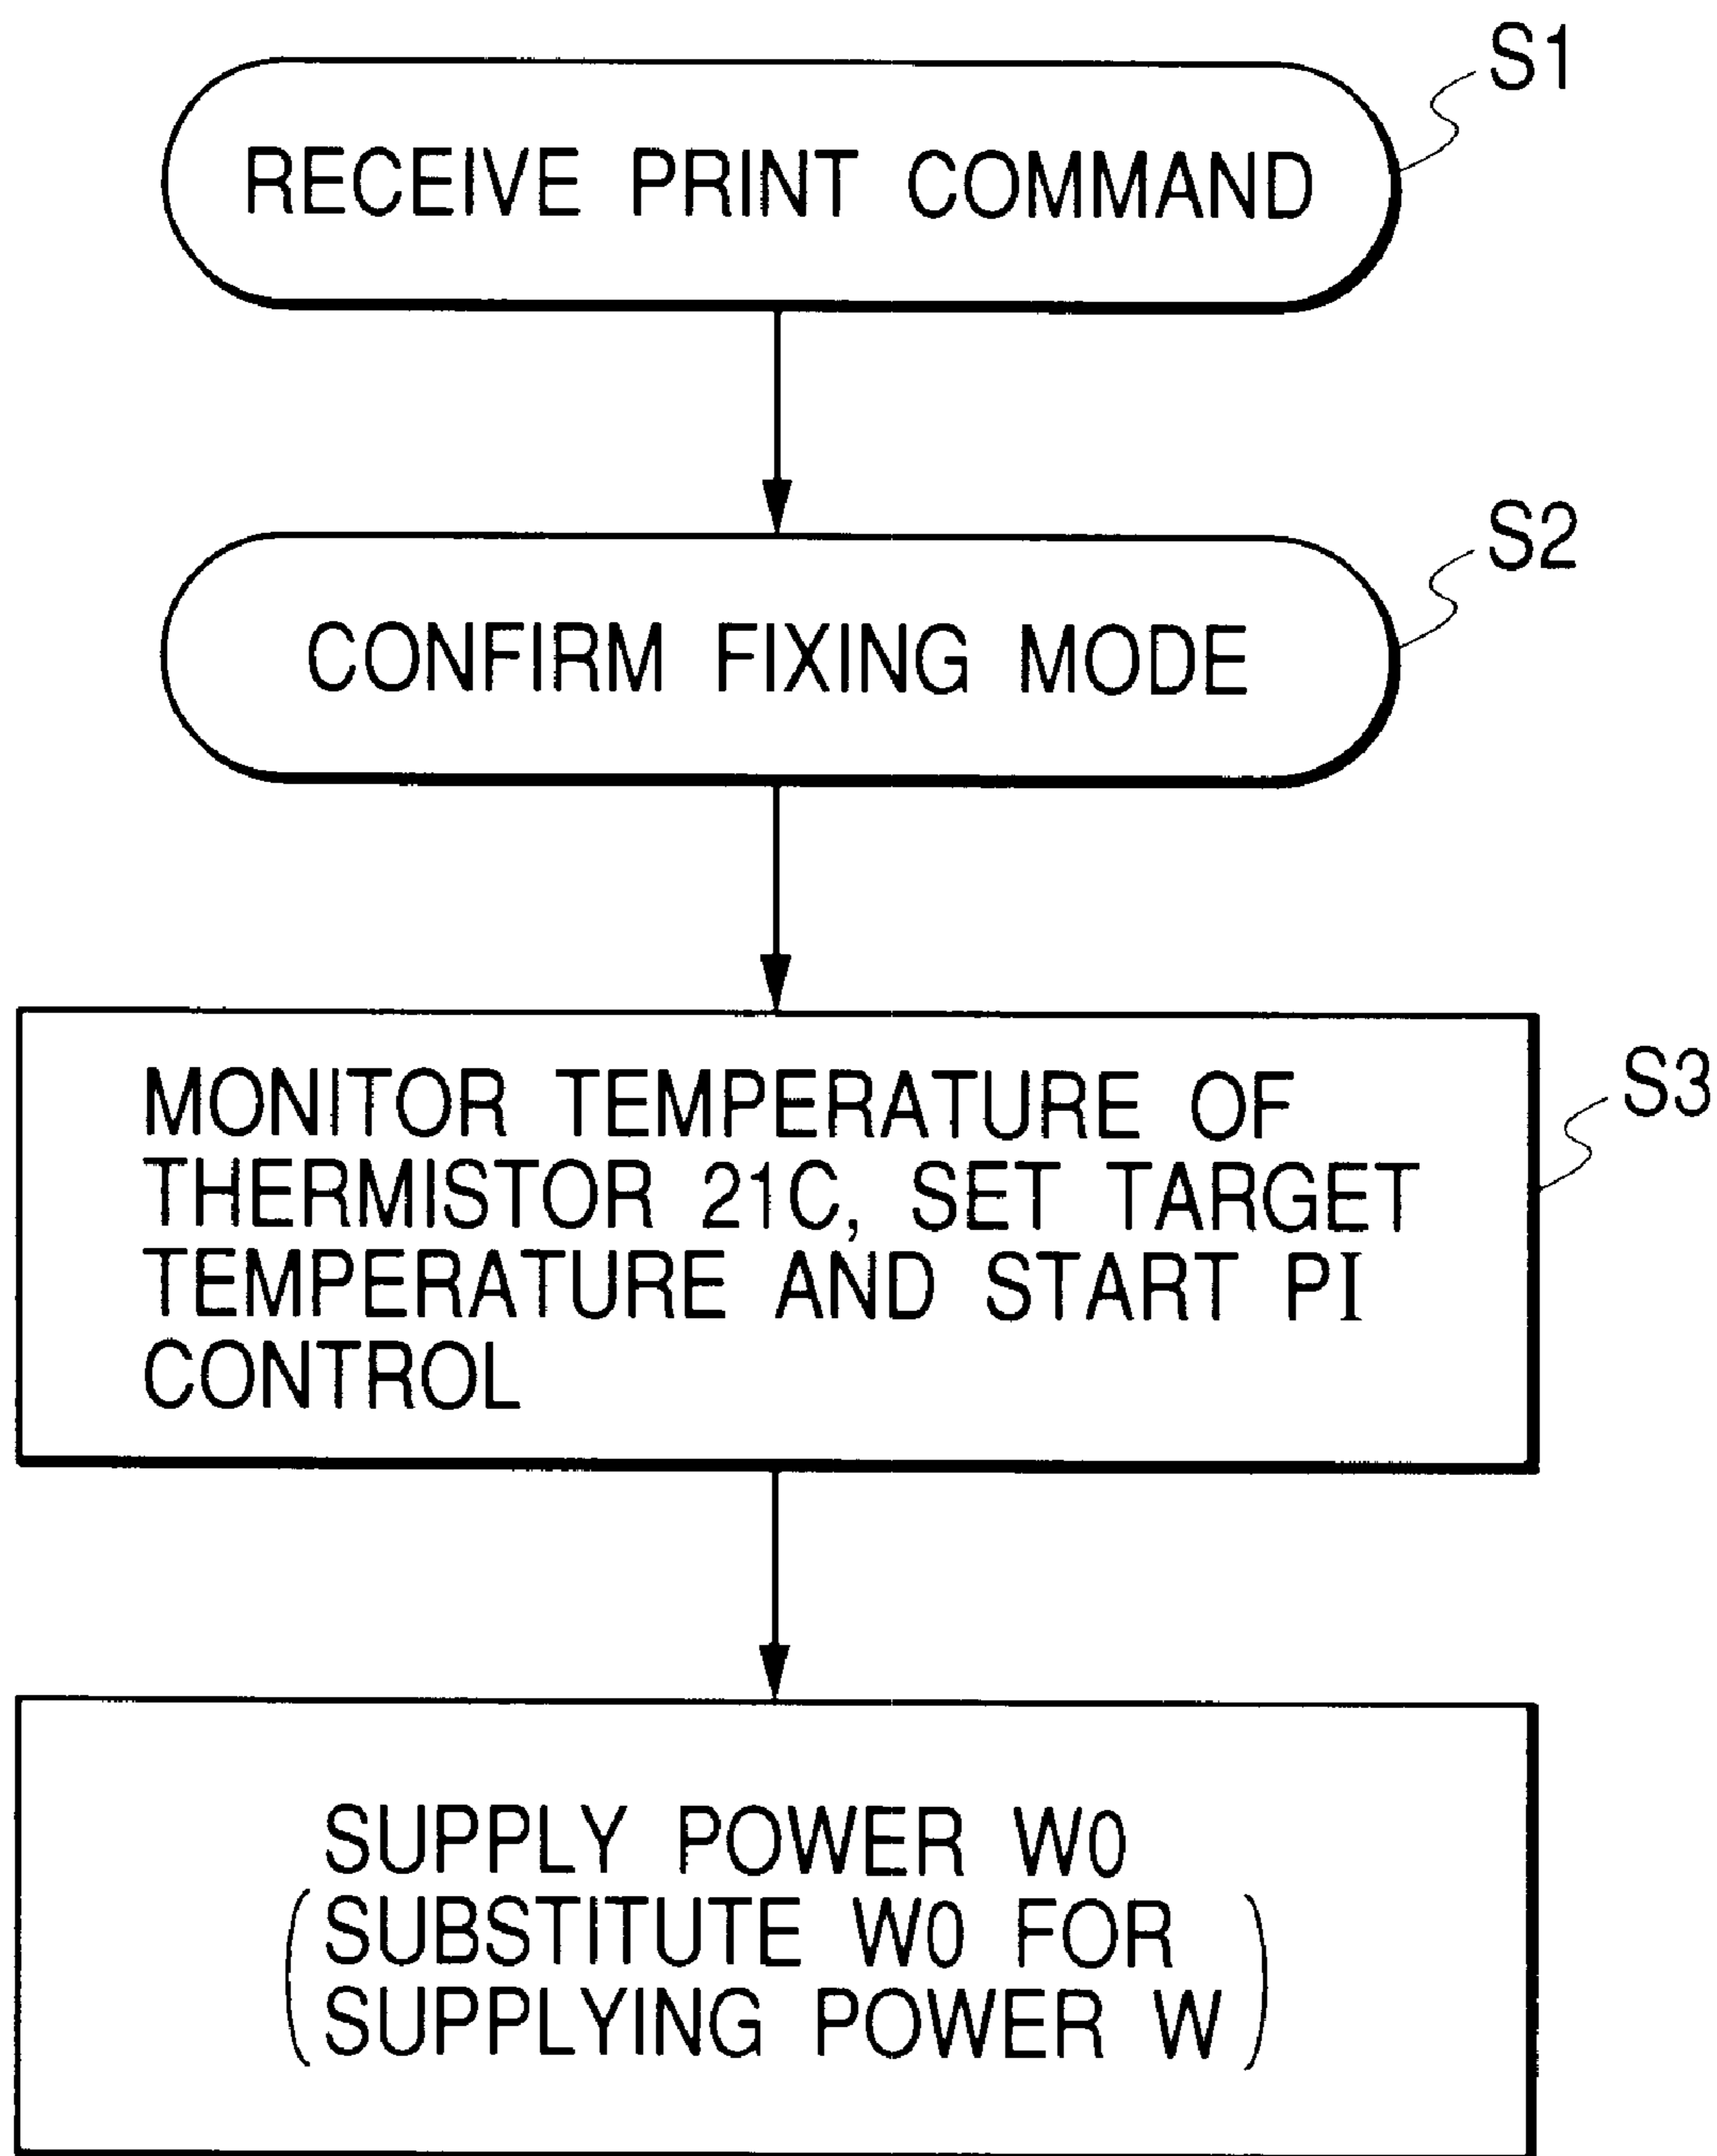 S1
RECEIVE PRINT COMMAND
S2
CONFIRM FIXING MODE
S3
MONITOR TEMPERATURE OF
THERMISTOR 21C, SET TARGET
TEMPERATURE AND START PI
CONTROL
SUPPLY POWER W0
(SUBSTITUTE W0 FOR
SUPPLYING POWER W)